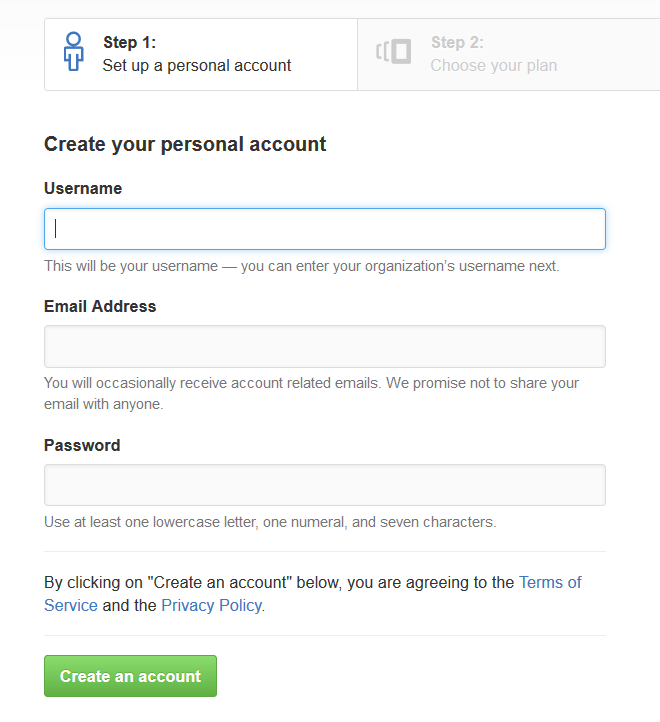 Step 1:
Set up a personal account
Step 2:
Choose your plan
Create your personal account
Username
This will be your username — you can enter your organization’s username next.
Email Address
You will occasionally receive account related emails. We promise not to share your
email with anyone.
Password
Use at least one lowercase letter, one numeral, and seven characters.
By clicking on "Create an account" below, you are agreeing to the Terms of
Service and the Privacy Policy.
Create an account